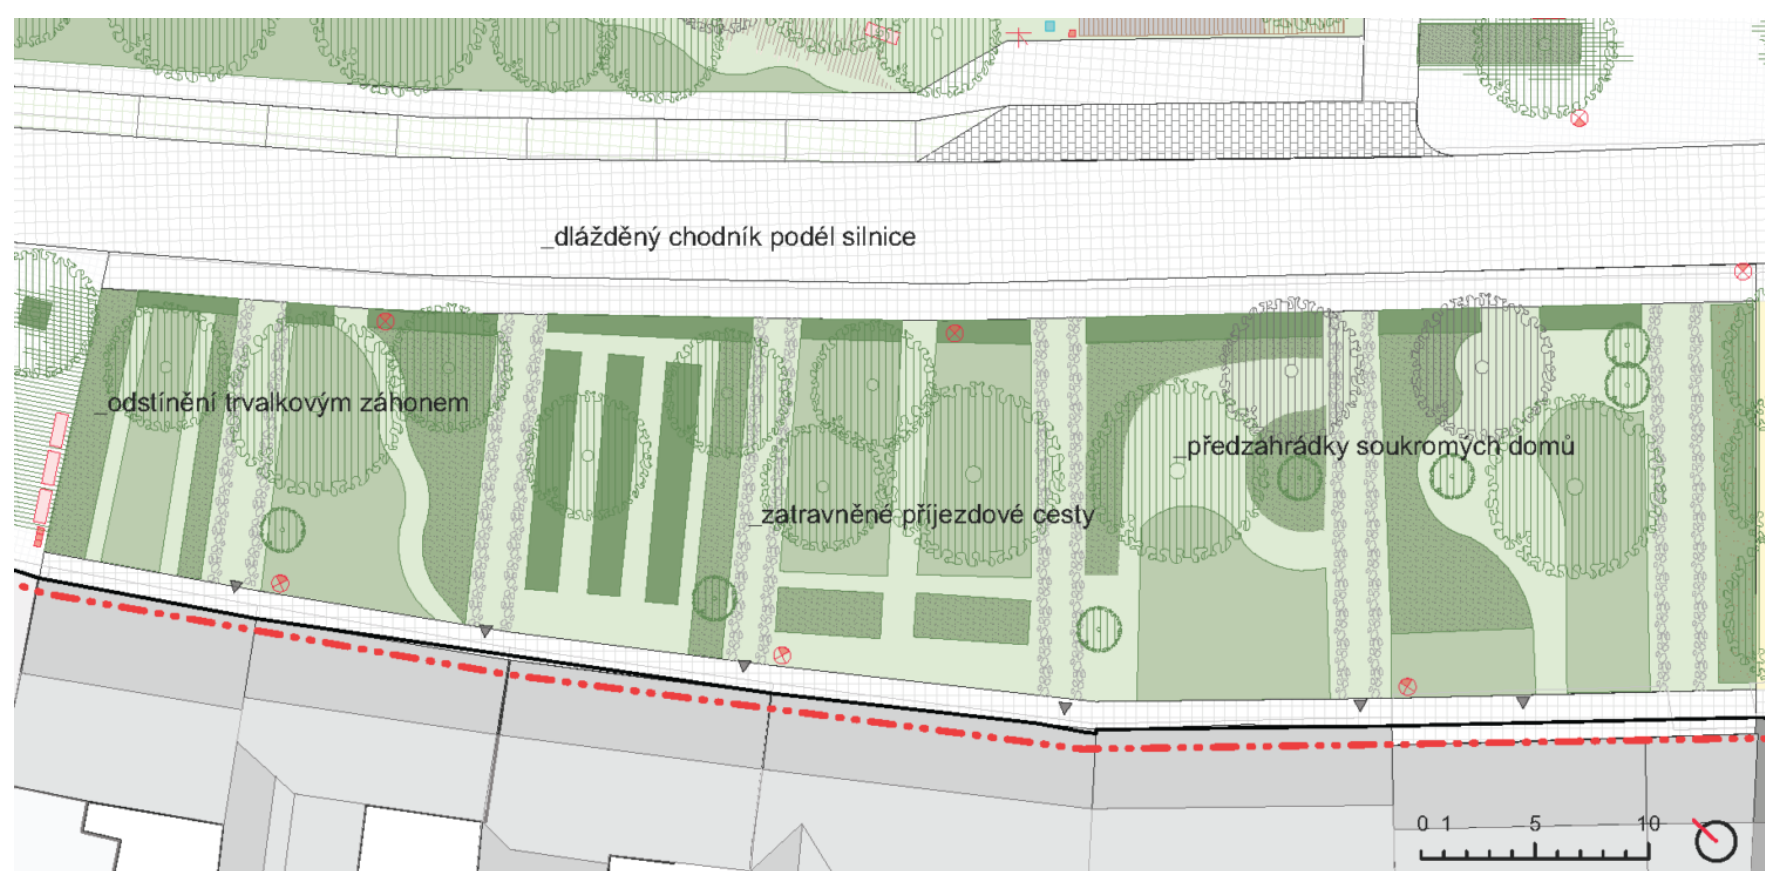 _dlážděný chodník podél silnice
_odstínění trvalkovým záhonem
_předzahrádky soukromých domů
_zatravněné příjezdové cesty
0 1 5 10